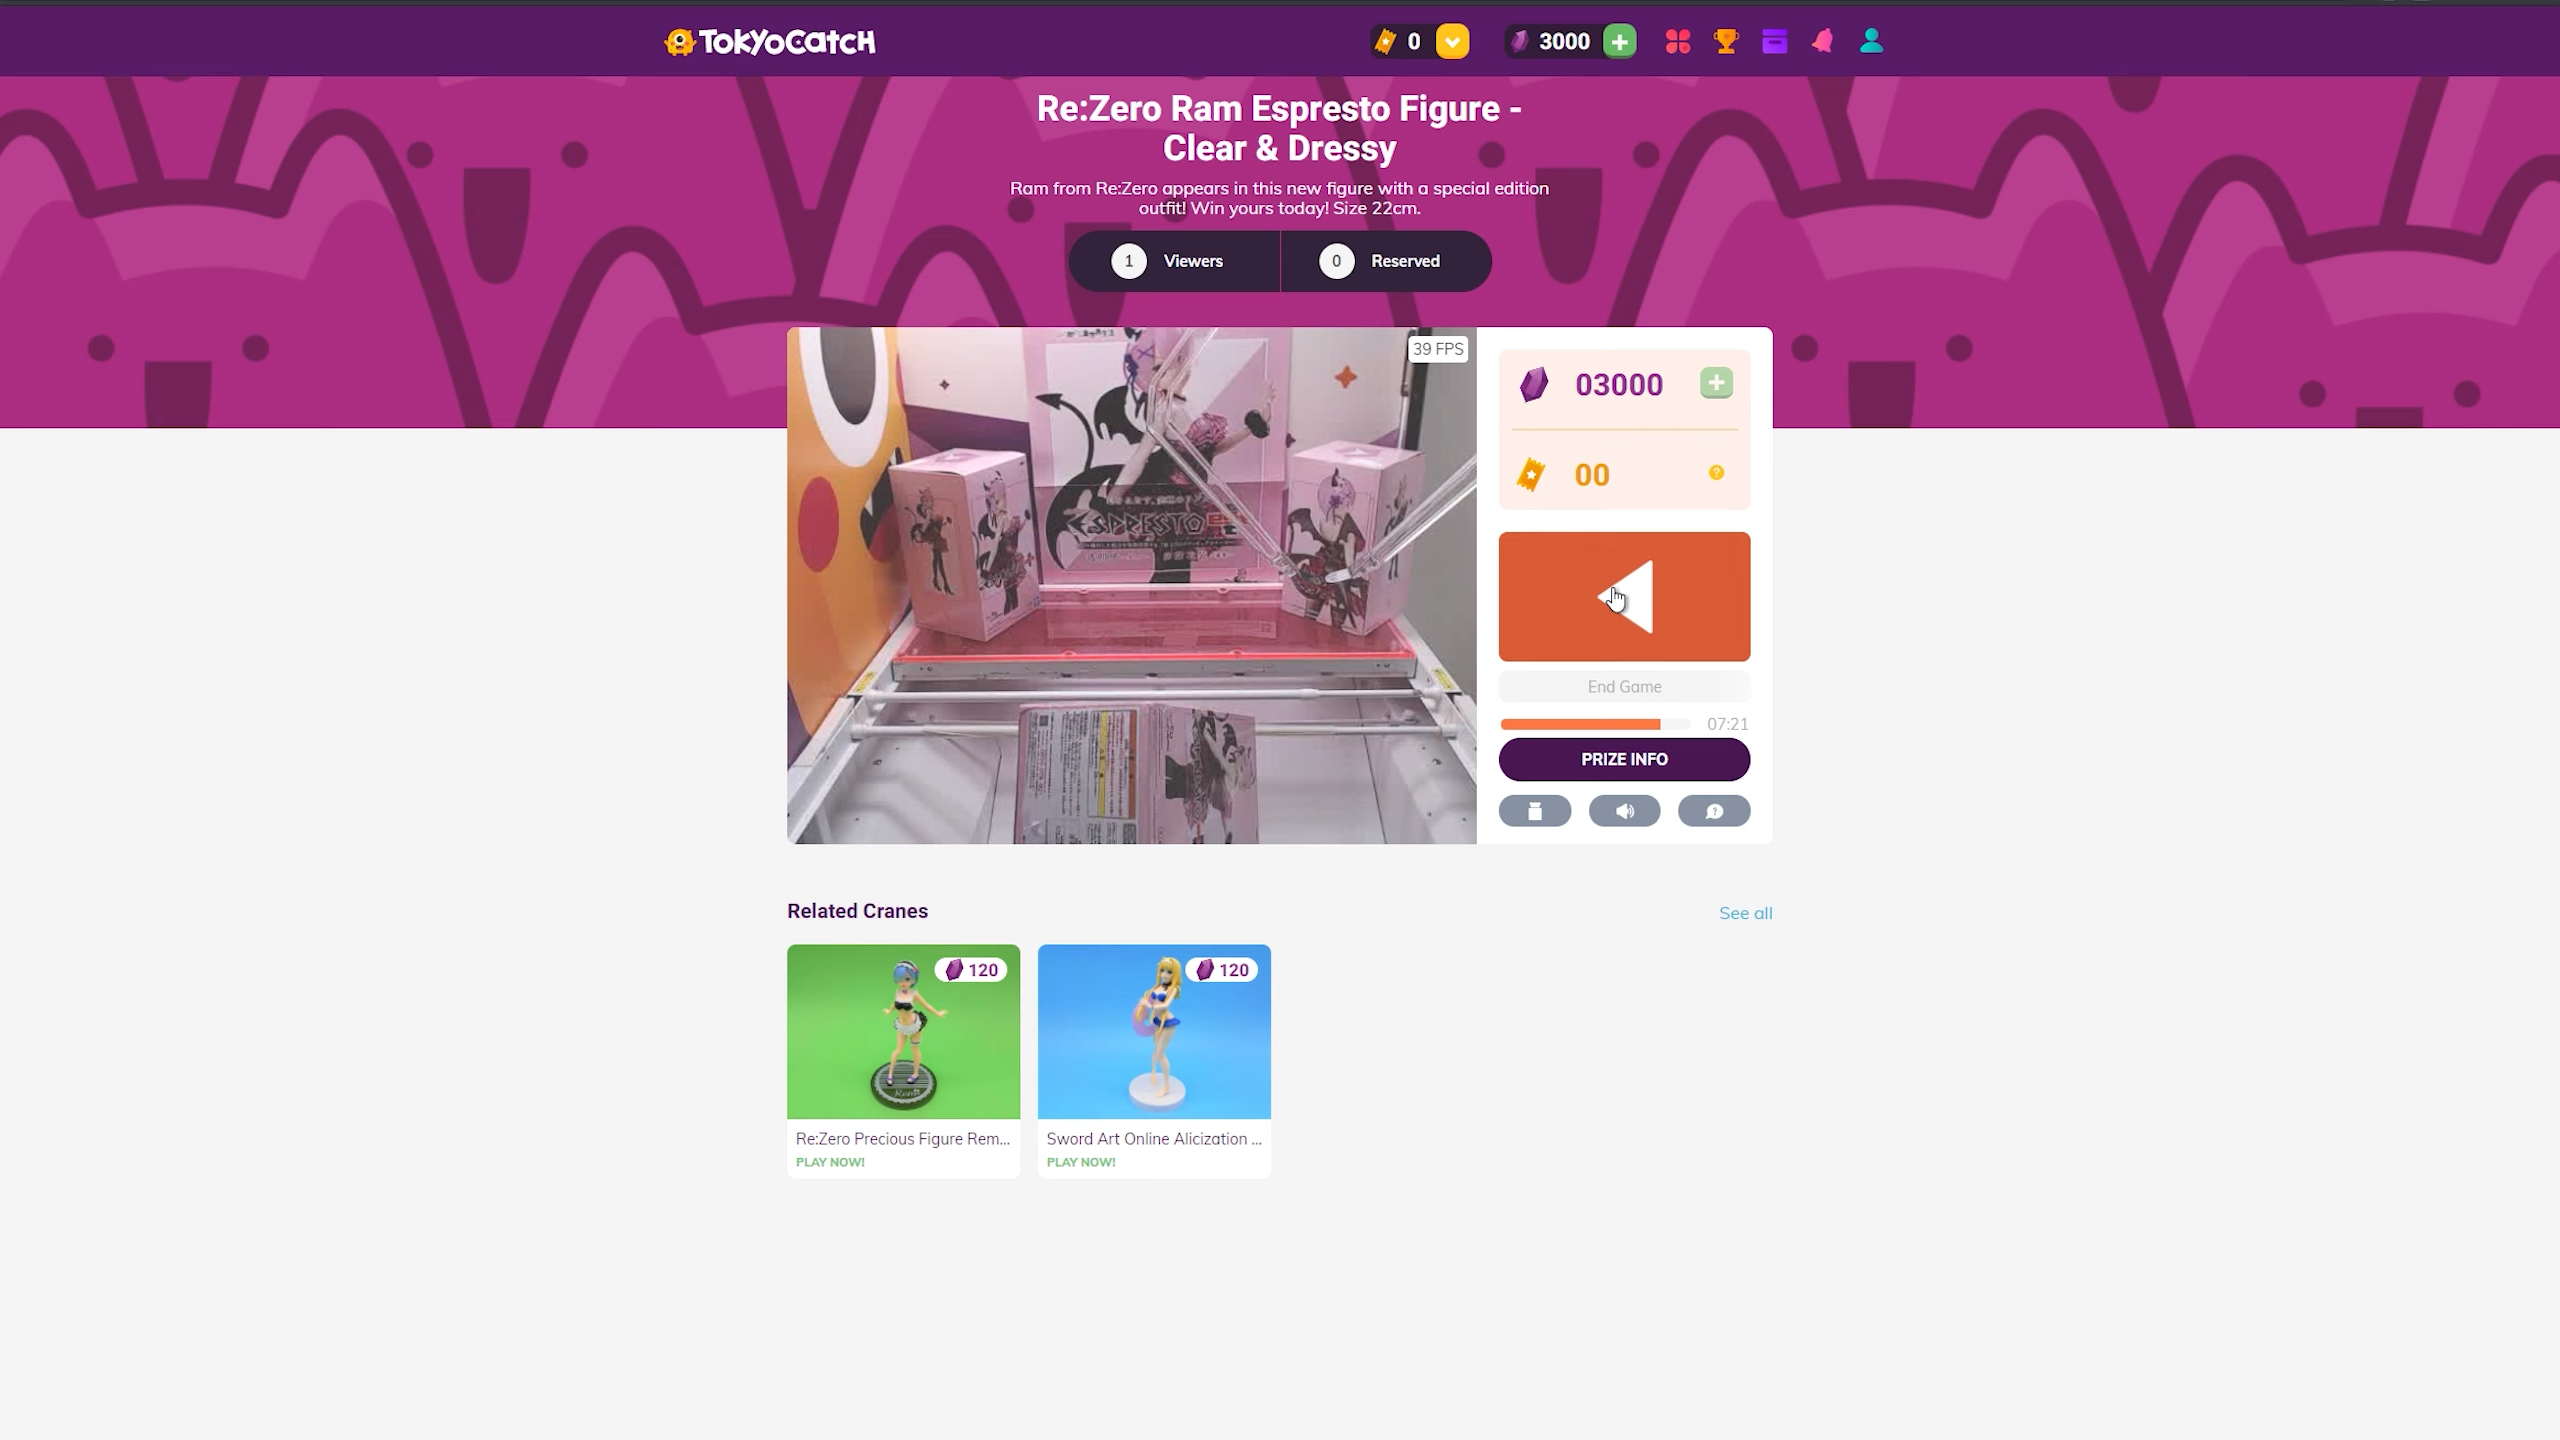 TOKYOCATCH
0
3000
Re:Zero Ram Espresto Figure -
Clear & Dressy
Ram from Re:Zero appears in this new figure with a special edition
outfit! Win yours today! Size 22cm.
1 Viewers
0 Reserved
39 FPS
03000
00
ESPRESTO
End Game
07:21
PRIZE INFO
Related Cranes
See all
120
120
Re:Zero Precious Figure Rem...
Sword Art Online Alicization ...
PLAY NOW!
PLAY NOW!